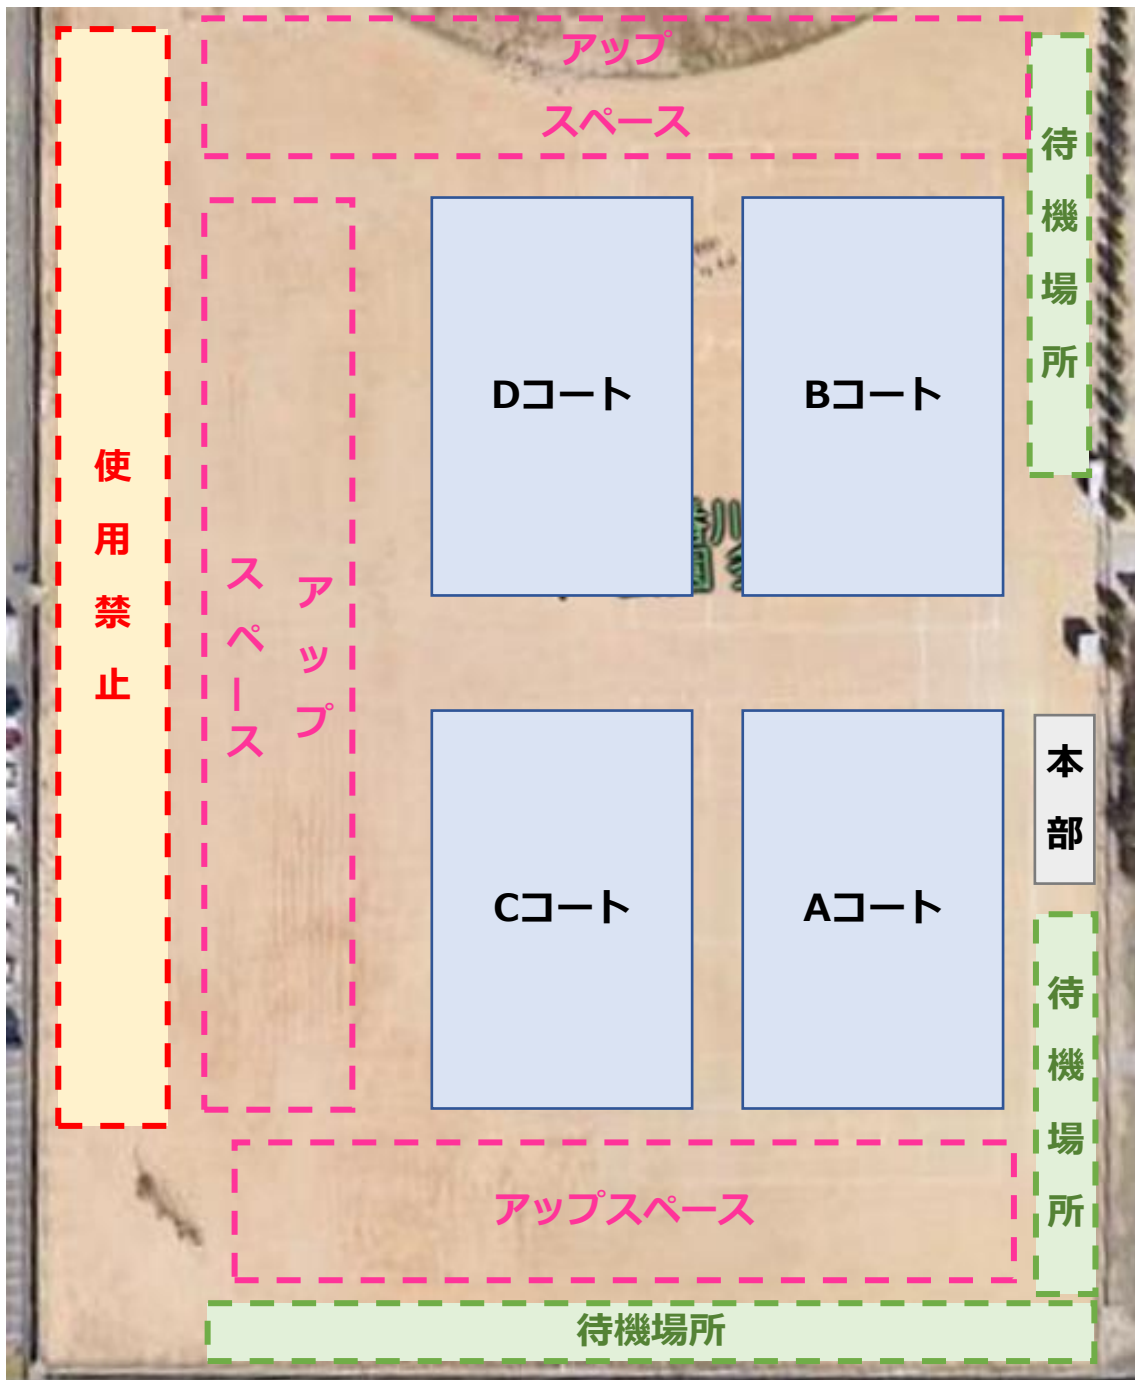 アップ
スペース
待機場所
Dコート
Bコート
使用禁止
アップ
スペース
本部
Cコート
Aコート
待機場所
アップスペース
待機場所